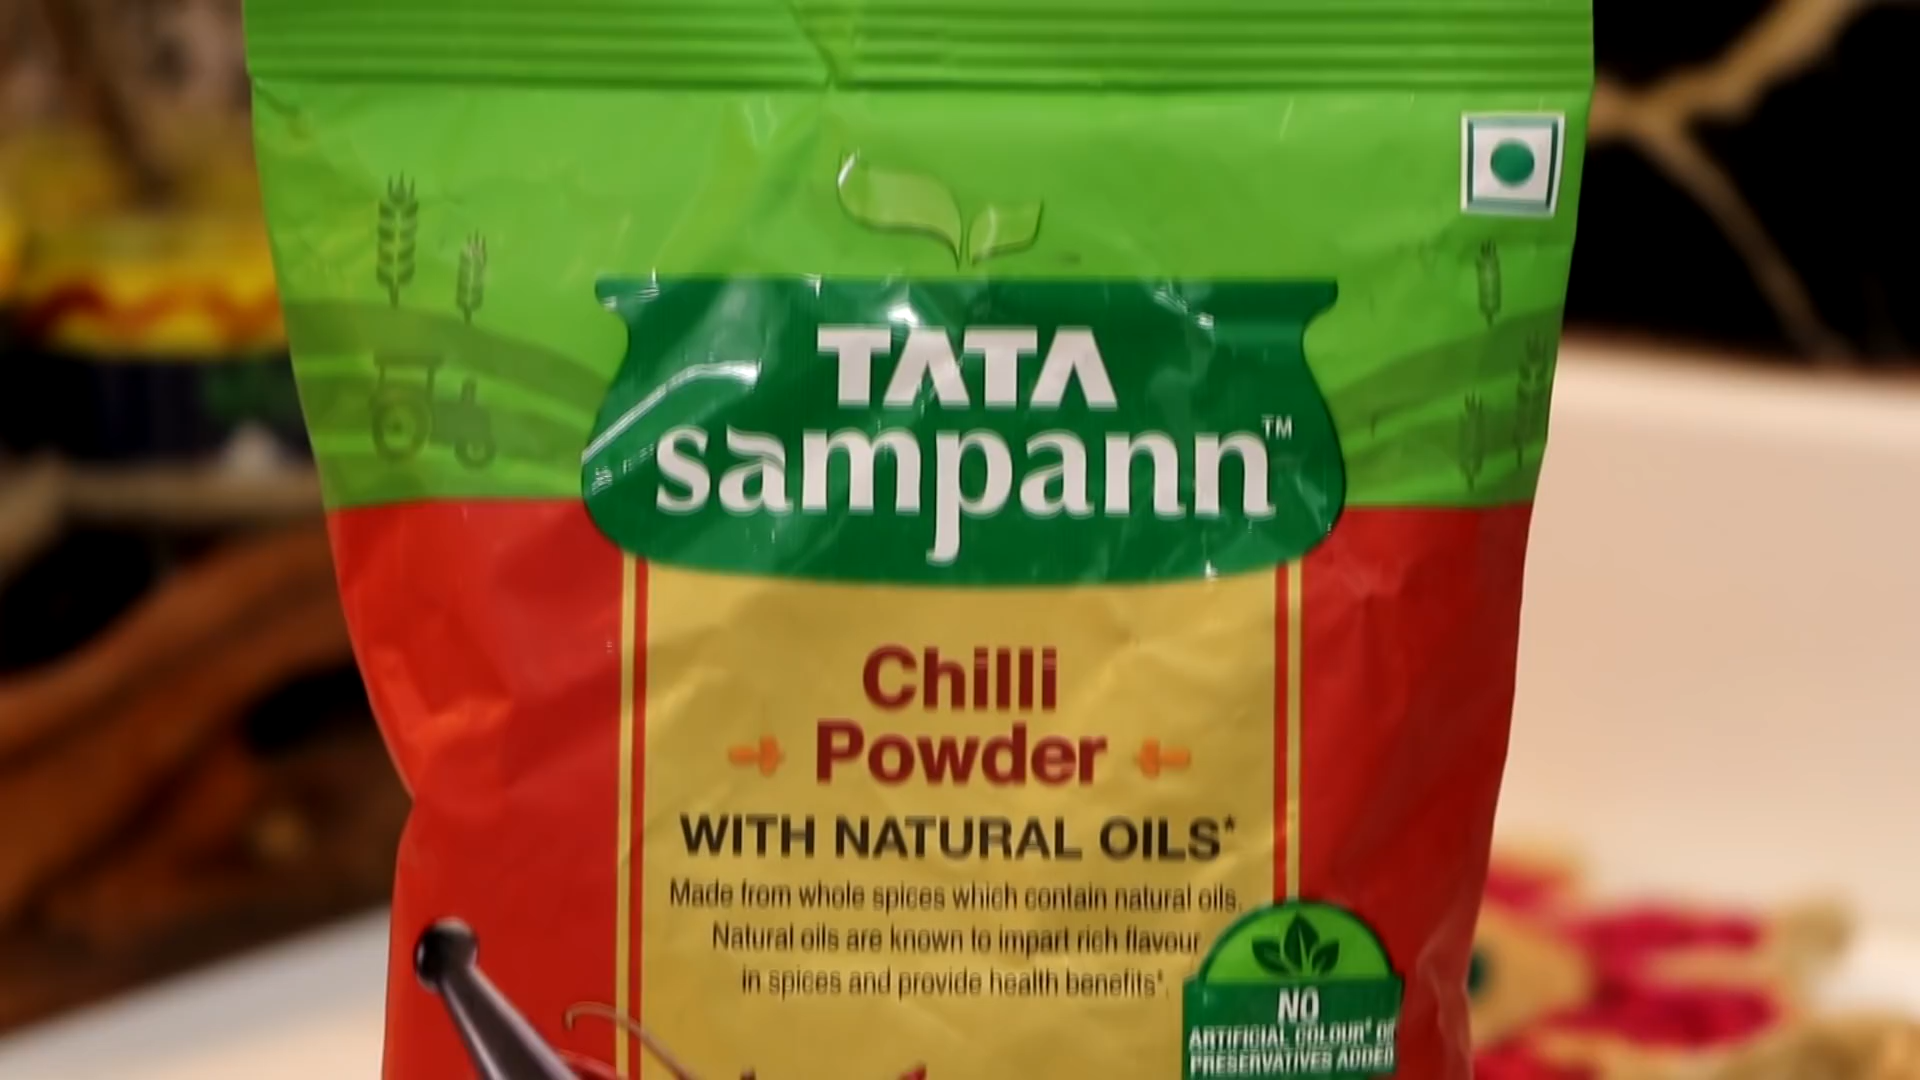 TATA
sampann™
Chilli
Powder
WITH NATURAL OILS*
Made from whole spices which contain natural oils.
Natural oils are known to impart rich flavour
in spices and provide health benefits*.
NO
ARTIFICIAL COLOUR* OR
PRESERVATIVES ADDED